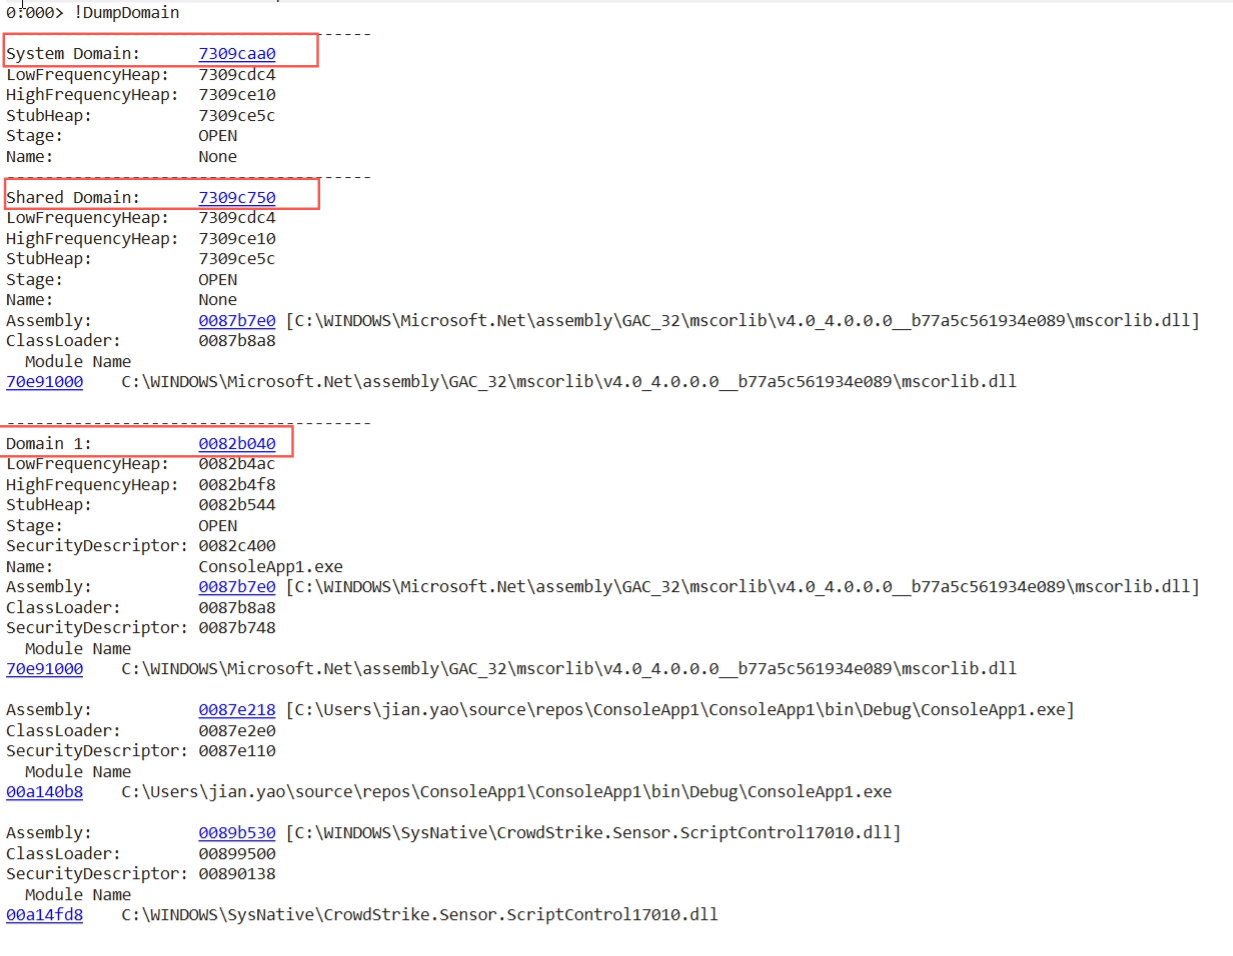 0:000> !DumpDomain
--------------------------------------
System Domain:      7309caa0
LowFrequencyHeap:   7309cdc4
HighFrequencyHeap:  7309ce10
StubHeap:           7309ce5c
Stage:              OPEN
Name:               None
--------------------------------------
Shared Domain:      7309c750
LowFrequencyHeap:   7309cdc4
HighFrequencyHeap:  7309ce10
StubHeap:           7309ce5c
Stage:              OPEN
Name:               None
Assembly:           0087b7e0 [C:\WINDOWS\Microsoft.Net\assembly\GAC_32\mscorlib\v4.0_4.0.0.0__b77a5c561934e089\mscorlib.dll]
ClassLoader:        0087b8a8
  Module Name
70e91000    C:\WINDOWS\Microsoft.Net\assembly\GAC_32\mscorlib\v4.0_4.0.0.0__b77a5c561934e089\mscorlib.dll
--------------------------------------
Domain 1:           0082b040
LowFrequencyHeap:   0082b4ac
HighFrequencyHeap:  0082b4f8
StubHeap:           0082b544
Stage:              OPEN
SecurityDescriptor: 0082c400
Name:               ConsoleApp1.exe
Assembly:           0087b7e0 [C:\WINDOWS\Microsoft.Net\assembly\GAC_32\mscorlib\v4.0_4.0.0.0__b77a5c561934e089\mscorlib.dll]
ClassLoader:        0087b8a8
SecurityDescriptor: 0087b748
  Module Name
70e91000    C:\WINDOWS\Microsoft.Net\assembly\GAC_32\mscorlib\v4.0_4.0.0.0__b77a5c561934e089\mscorlib.dll
Assembly:           0087e218 [C:\Users\jian.yao\source\repos\ConsoleApp1\ConsoleApp1\bin\Debug\ConsoleApp1.exe]
ClassLoader:        0087e2e0
SecurityDescriptor: 0087e110
  Module Name
00a140b8    C:\Users\jian.yao\source\repos\ConsoleApp1\ConsoleApp1\bin\Debug\ConsoleApp1.exe
Assembly:           0089b530 [C:\WINDOWS\SysNative\CrowdStrike.Sensor.ScriptControl17010.dll]
ClassLoader:        00899500
SecurityDescriptor: 00890138
  Module Name
00a14fd8    C:\WINDOWS\SysNative\CrowdStrike.Sensor.ScriptControl17010.dll